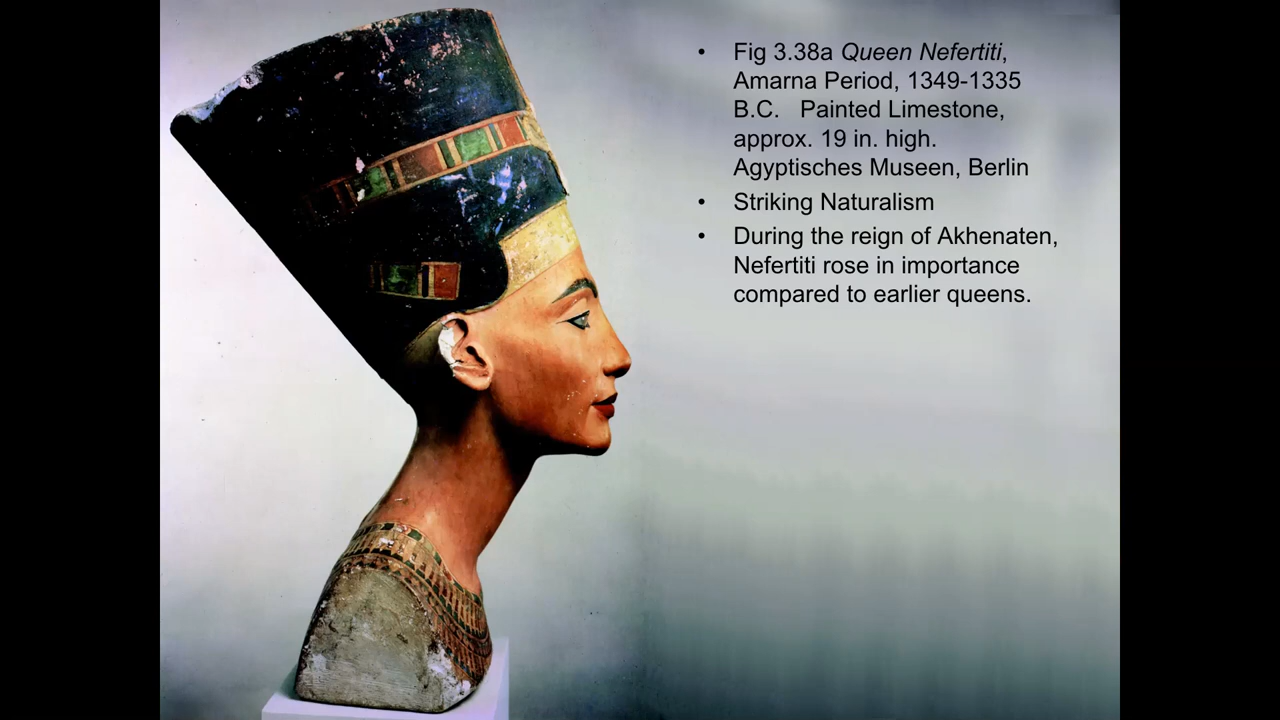 • Fig 3.38a Queen Nefertiti,
Amarna Period, 1349-1335
B.C. Painted Limestone,
approx. 19 in. high.
Agyptisches Museen, Berlin
• Striking Naturalism
• During the reign of Akhenaten,
Nefertiti rose in importance
compared to earlier queens.